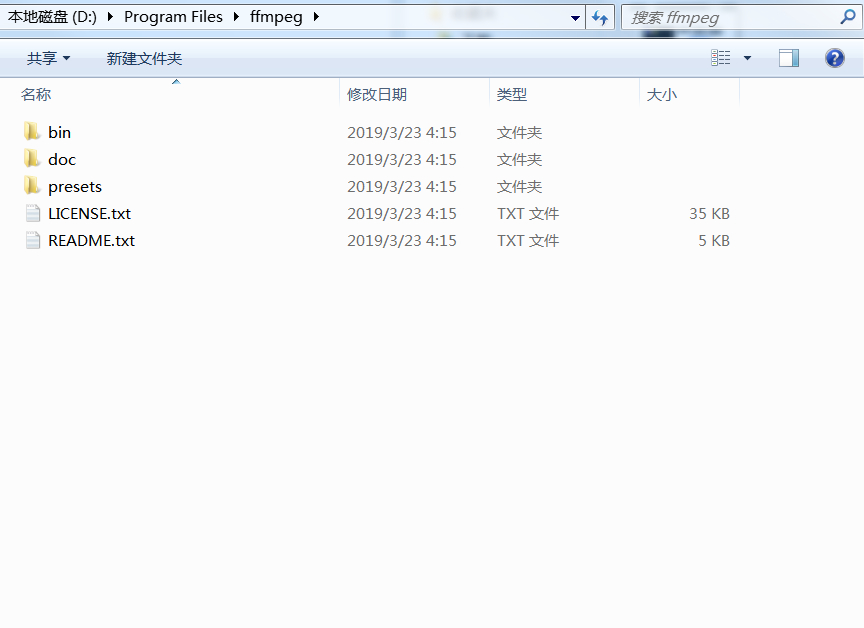 本地磁盘 (D:) Program Files ffmpeg 搜索 ffmpeg
共享 新建文件夹
名称 修改日期 类型 大小
bin 2019/3/23 4:15 文件夹
doc 2019/3/23 4:15 文件夹
presets 2019/3/23 4:15 文件夹
LICENSE.txt 2019/3/23 4:15 TXT 文件 35 KB
README.txt 2019/3/23 4:15 TXT 文件 5 KB